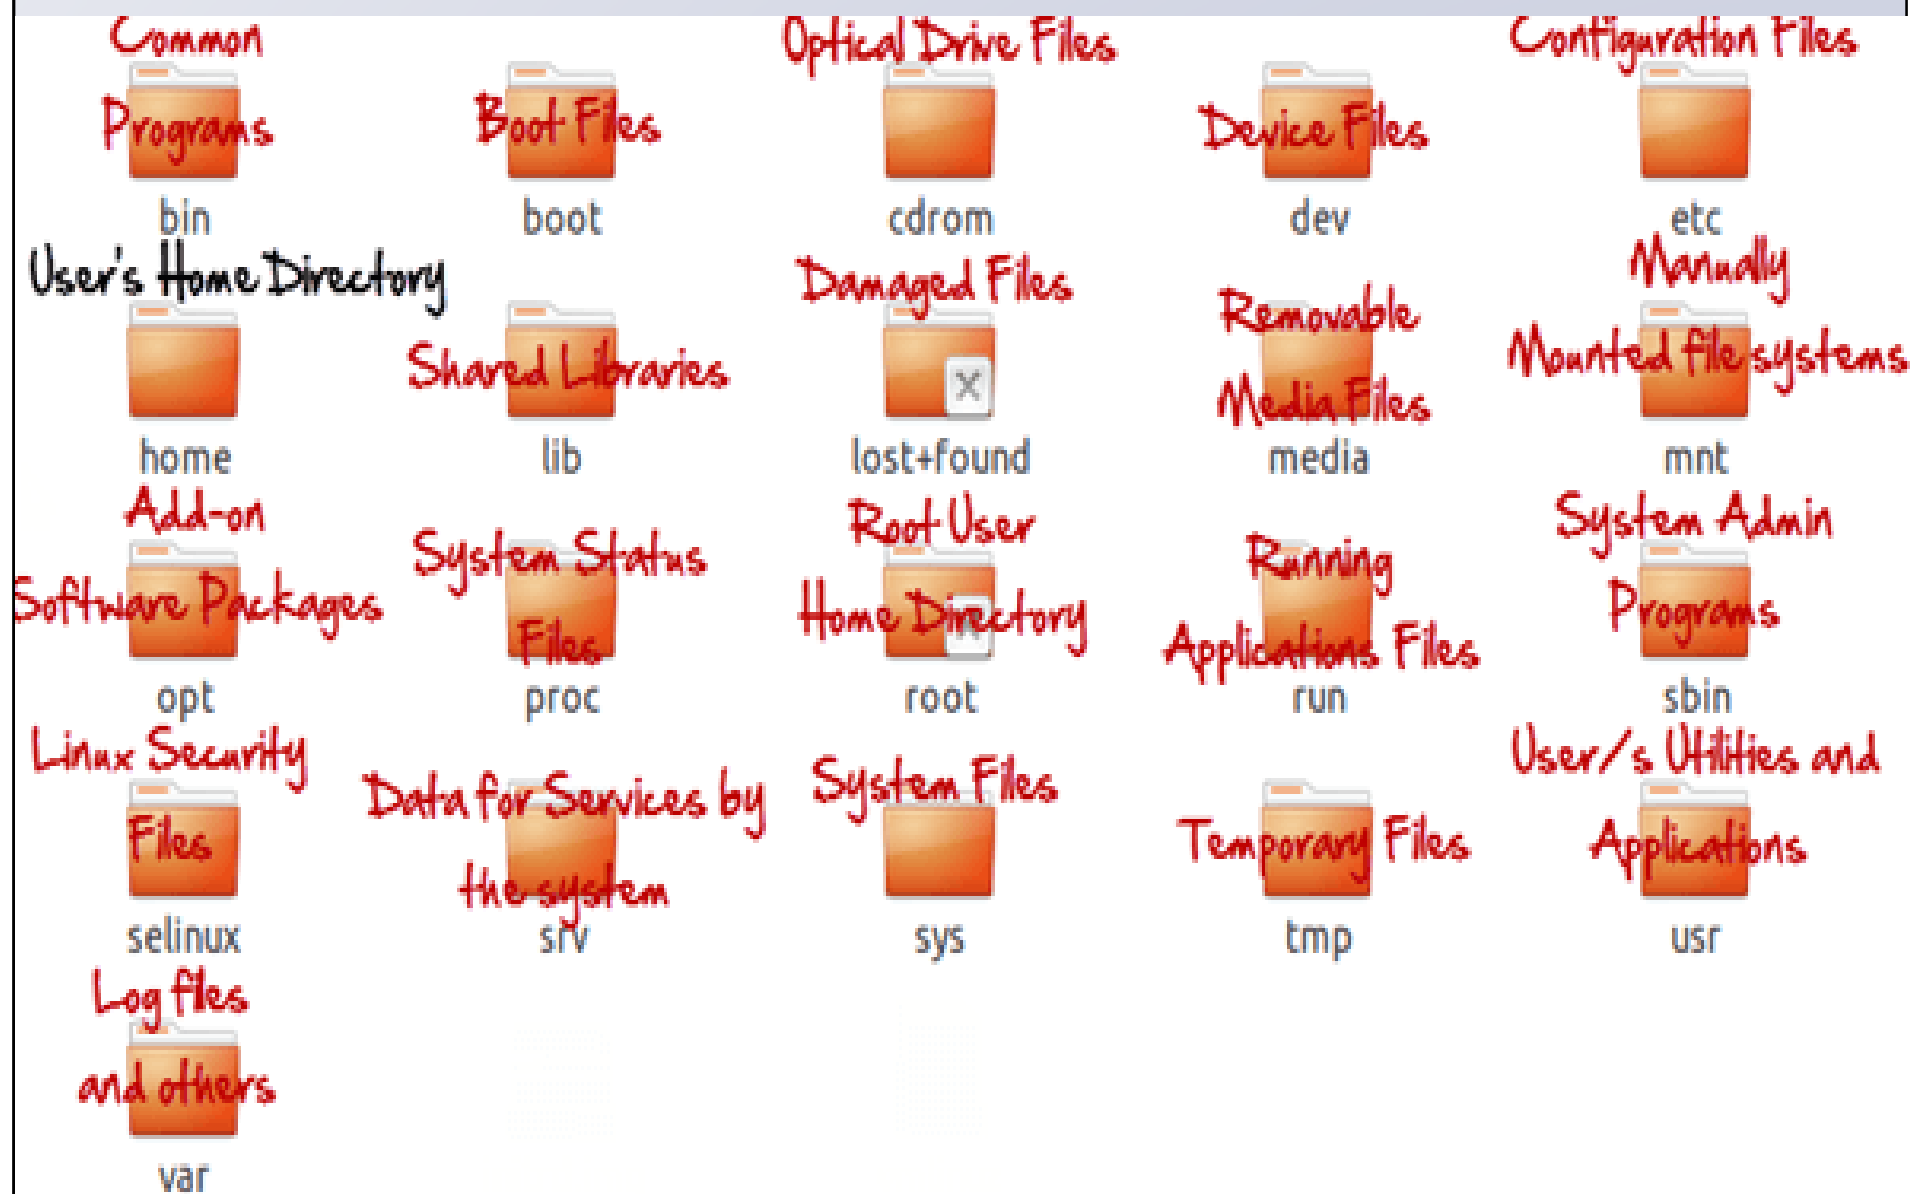 Common
Programs
bin
Boot Files
boot
Optical Drive Files
cdrom
Device Files
dev
Configuration Files
etc
User's Home Directory
home
Shared Libraries
lib
Damaged Files
lost+found
Removable
Media Files
media
Manually
Mounted file systems
mnt
Add-on
Software Packages
opt
System Status
Files
proc
Root User
Home Directory
root
Running
Applications Files
run
System Admin
Programs
sbin
Linux Security
Files
selinux
Data for Services by
the system
srv
System Files
sys
Temporary Files
tmp
User/s Utilities and
Applications
usr
Log files
and others
var